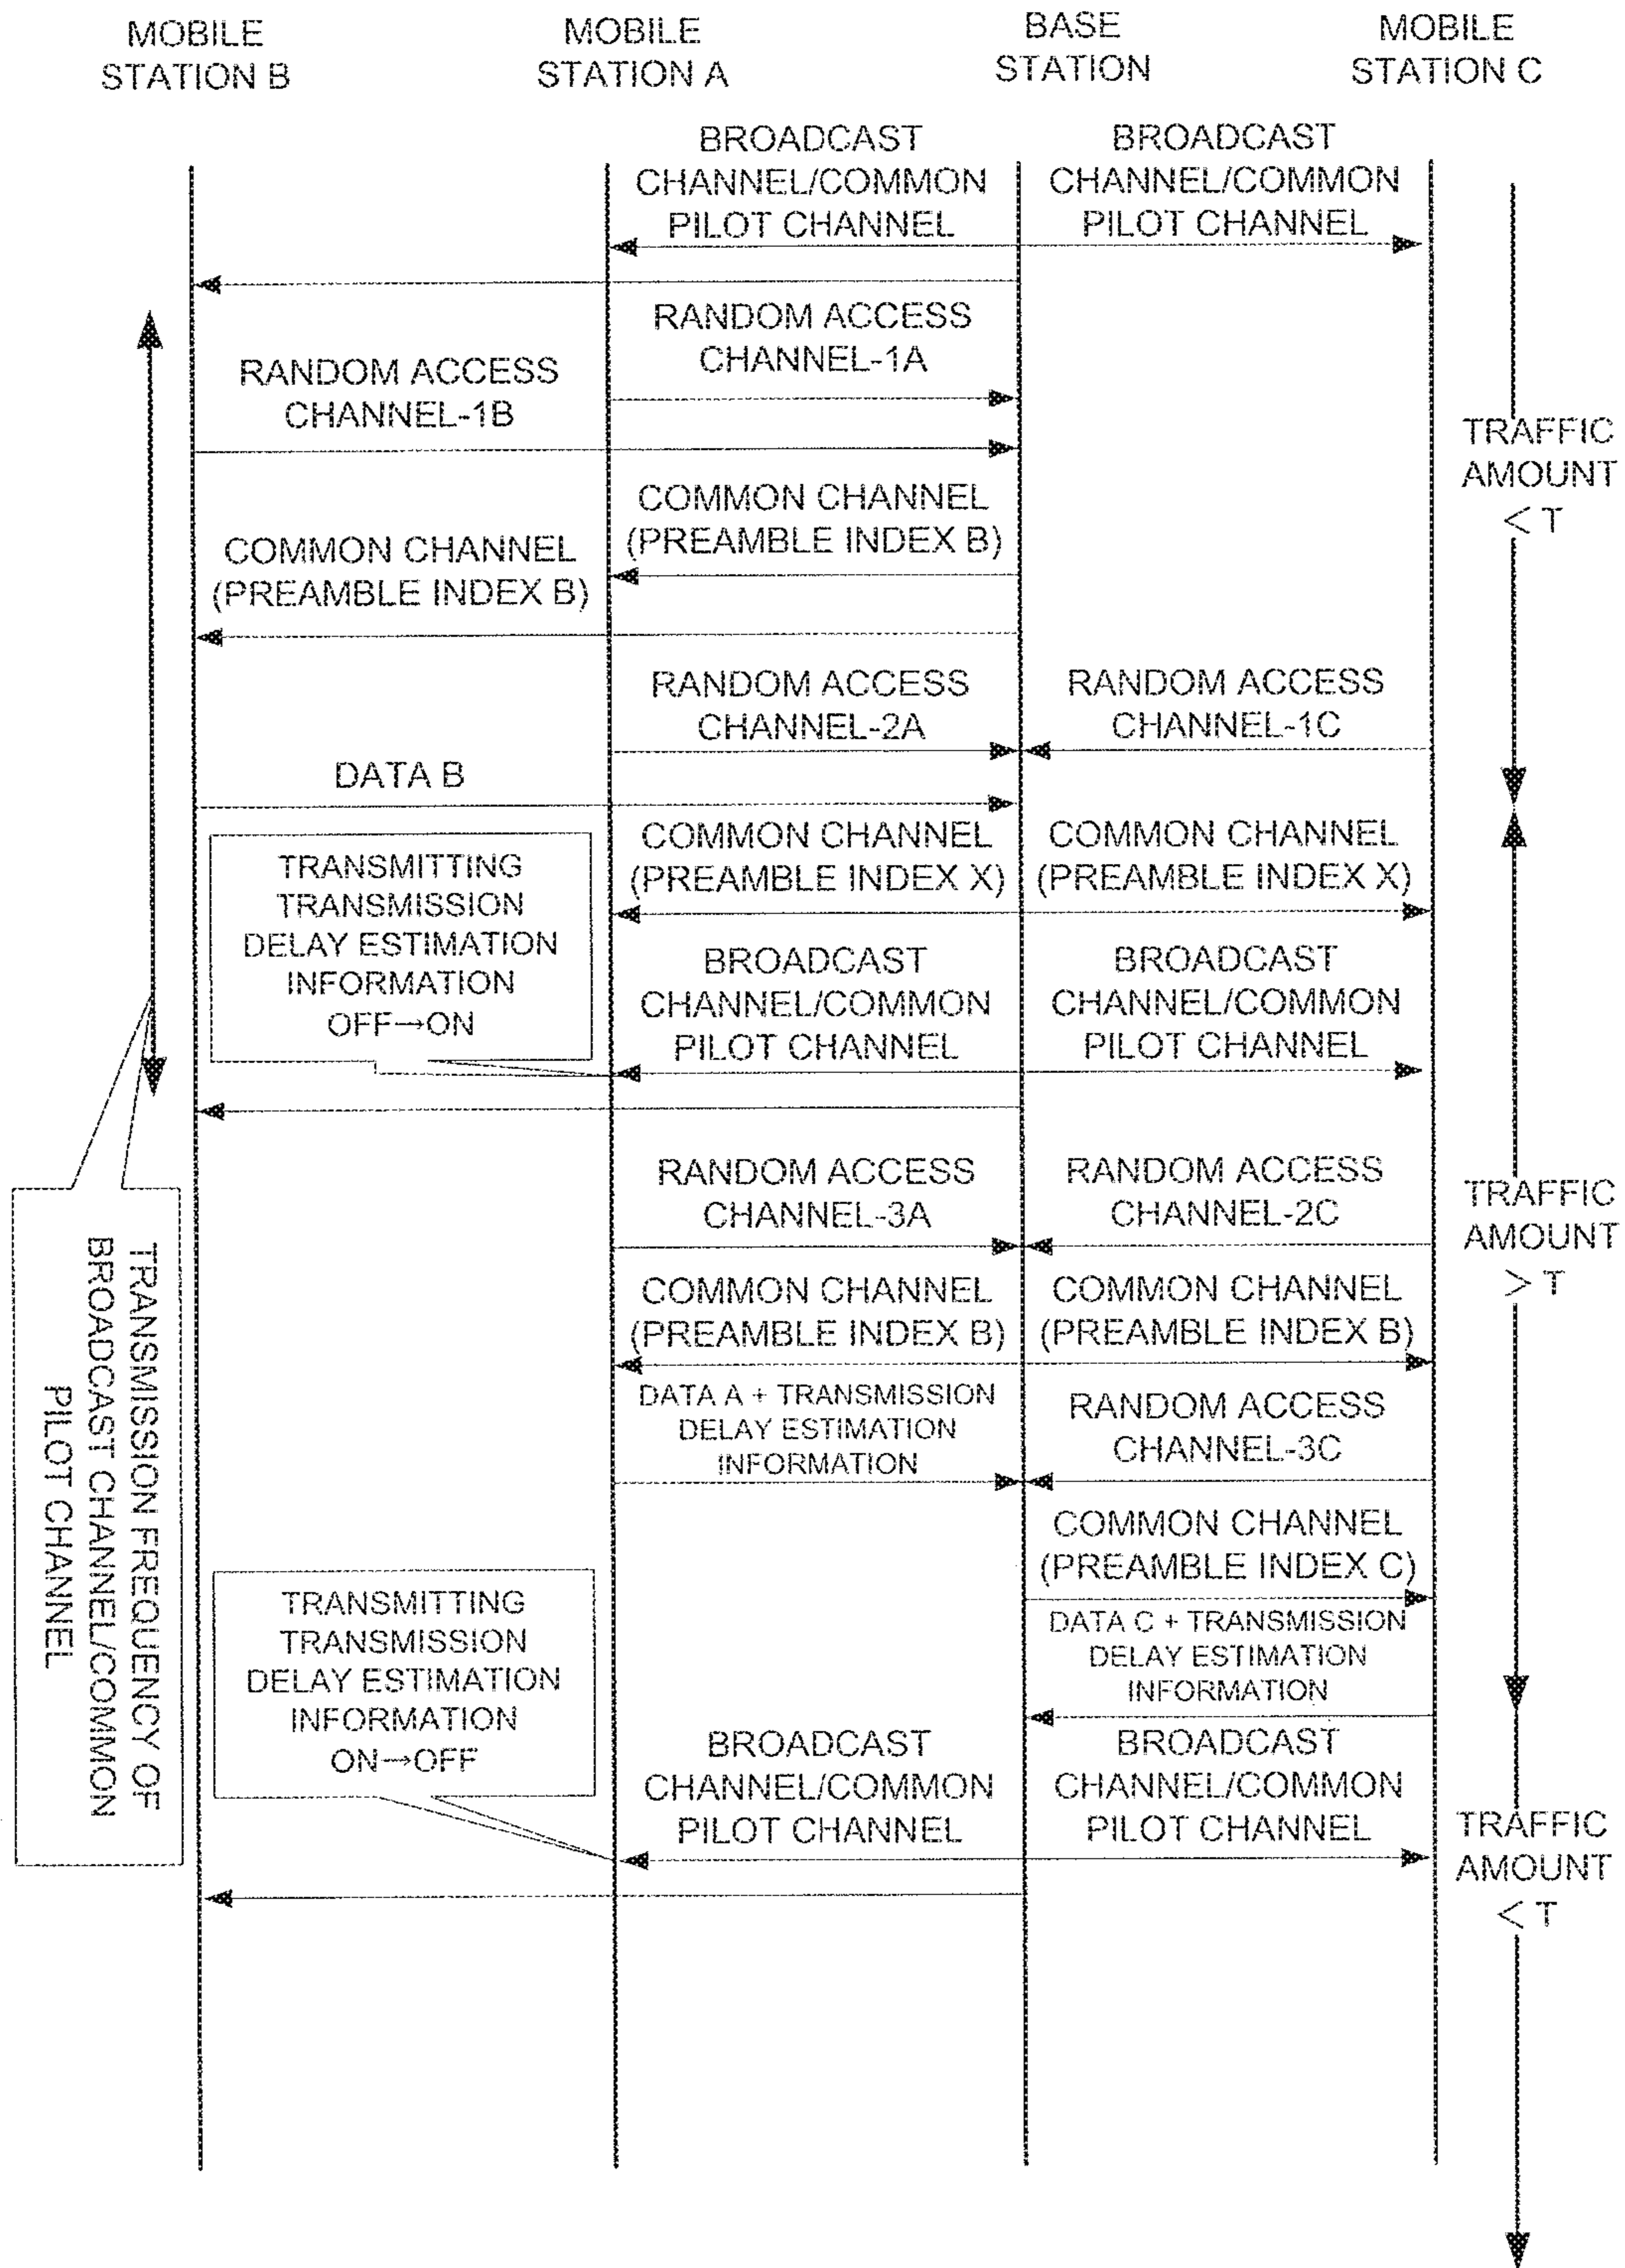 MOBILE
STATION B
MOBILE
STATION A
BASE
STATION
MOBILE
STATION C
BROADCAST
CHANNEL/COMMON
PILOT CHANNEL
BROADCAST
CHANNEL/COMMON
PILOT CHANNEL
RANDOM ACCESS
CHANNEL-1A
RANDOM ACCESS
CHANNEL-1B
TRAFFIC
AMOUNT
< T
COMMON CHANNEL
(PREAMBLE INDEX B)
COMMON CHANNEL
(PREAMBLE INDEX B)
RANDOM ACCESS
CHANNEL-2A
RANDOM ACCESS
CHANNEL-1C
DATA B
COMMON CHANNEL
(PREAMBLE INDEX X)
COMMON CHANNEL
(PREAMBLE INDEX X)
TRANSMITTING
TRANSMISSION
DELAY ESTIMATION
INFORMATION
OFF→ON
BROADCAST
CHANNEL/COMMON
PILOT CHANNEL
BROADCAST
CHANNEL/COMMON
PILOT CHANNEL
RANDOM ACCESS
CHANNEL-3A
RANDOM ACCESS
CHANNEL-2C
TRAFFIC
AMOUNT
> T
TRANSMISSION FREQUENCY OF
BROADCAST CHANNEL/COMMON
PILOT CHANNEL
COMMON CHANNEL
(PREAMBLE INDEX B)
COMMON CHANNEL
(PREAMBLE INDEX B)
DATA A + TRANSMISSION
DELAY ESTIMATION
INFORMATION
RANDOM ACCESS
CHANNEL-3C
COMMON CHANNEL
(PREAMBLE INDEX C)
TRANSMITTING
TRANSMISSION
DELAY ESTIMATION
INFORMATION
ON→OFF
DATA C + TRANSMISSION
DELAY ESTIMATION
INFORMATION
BROADCAST
CHANNEL/COMMON
PILOT CHANNEL
BROADCAST
CHANNEL/COMMON
PILOT CHANNEL
TRAFFIC
AMOUNT
< T